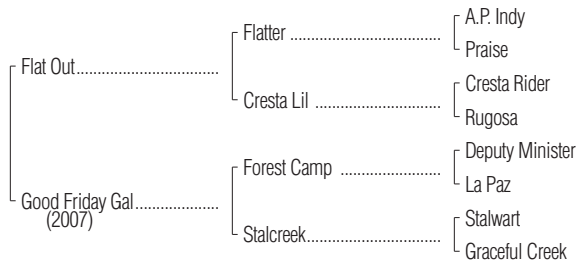 A.P. Indy
Flatter
Praise
Flat Out
Cresta Rider
Cresta Lil
Rugosa
Deputy Minister
Forest Camp
La Paz
Good Friday Gal
(2007)
Stalwart
Stalcreek
Graceful Creek